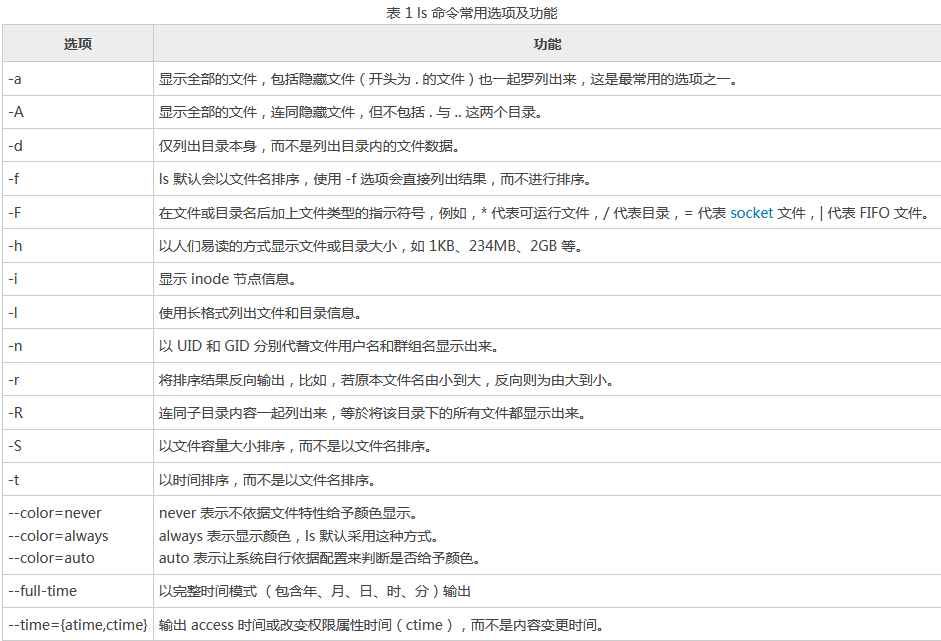 表 1 ls 命令常用选项及功能
选项 功能
-a 显示全部的文件，包括隐藏文件（开头为 . 的文件）也一起罗列出来，这是最常用的选项之一。
-A 显示全部的文件，连同隐藏文件，但不包括 . 与 .. 这两个目录。
-d 仅列出目录本身，而不是列出目录内的文件数据。
-f ls 默认会以文件名排序，使用 -f 选项会直接列出结果，而不进行排序。
-F 在文件或目录名后加上文件类型的指示符号，例如，* 代表可运行文件，/ 代表目录，= 代表 socket 文件，| 代表 FIFO 文件。
-h 以人们易读的方式显示文件或目录大小，如 1KB、234MB、2GB 等。
-i 显示 inode 节点信息。
-l 使用长格式列出文件和目录信息。
-n 以 UID 和 GID 分别代替文件用户名和群组名显示出来。
-r 将排序结果反向输出，比如，若原本文件名由小到大，反向则为由大到小。
-R 连同子目录内容一起列出来，等於将该目录下的所有文件都显示出来。
-S 以文件容量大小排序，而不是以文件名排序。
-t 以时间排序，而不是以文件名排序。
--color=never never 表示不依据文件特性给予颜色显示。
--color=always always 表示显示颜色，ls 默认采用这种方式。
--color=auto auto 表示让系统自行依据配置来判断是否给予颜色。
--full-time 以完整时间模式 （包含年、月、日、时、分）输出
--time={atime,ctime} 输出 access 时间或改变权限属性时间（ctime），而不是内容变更时间。